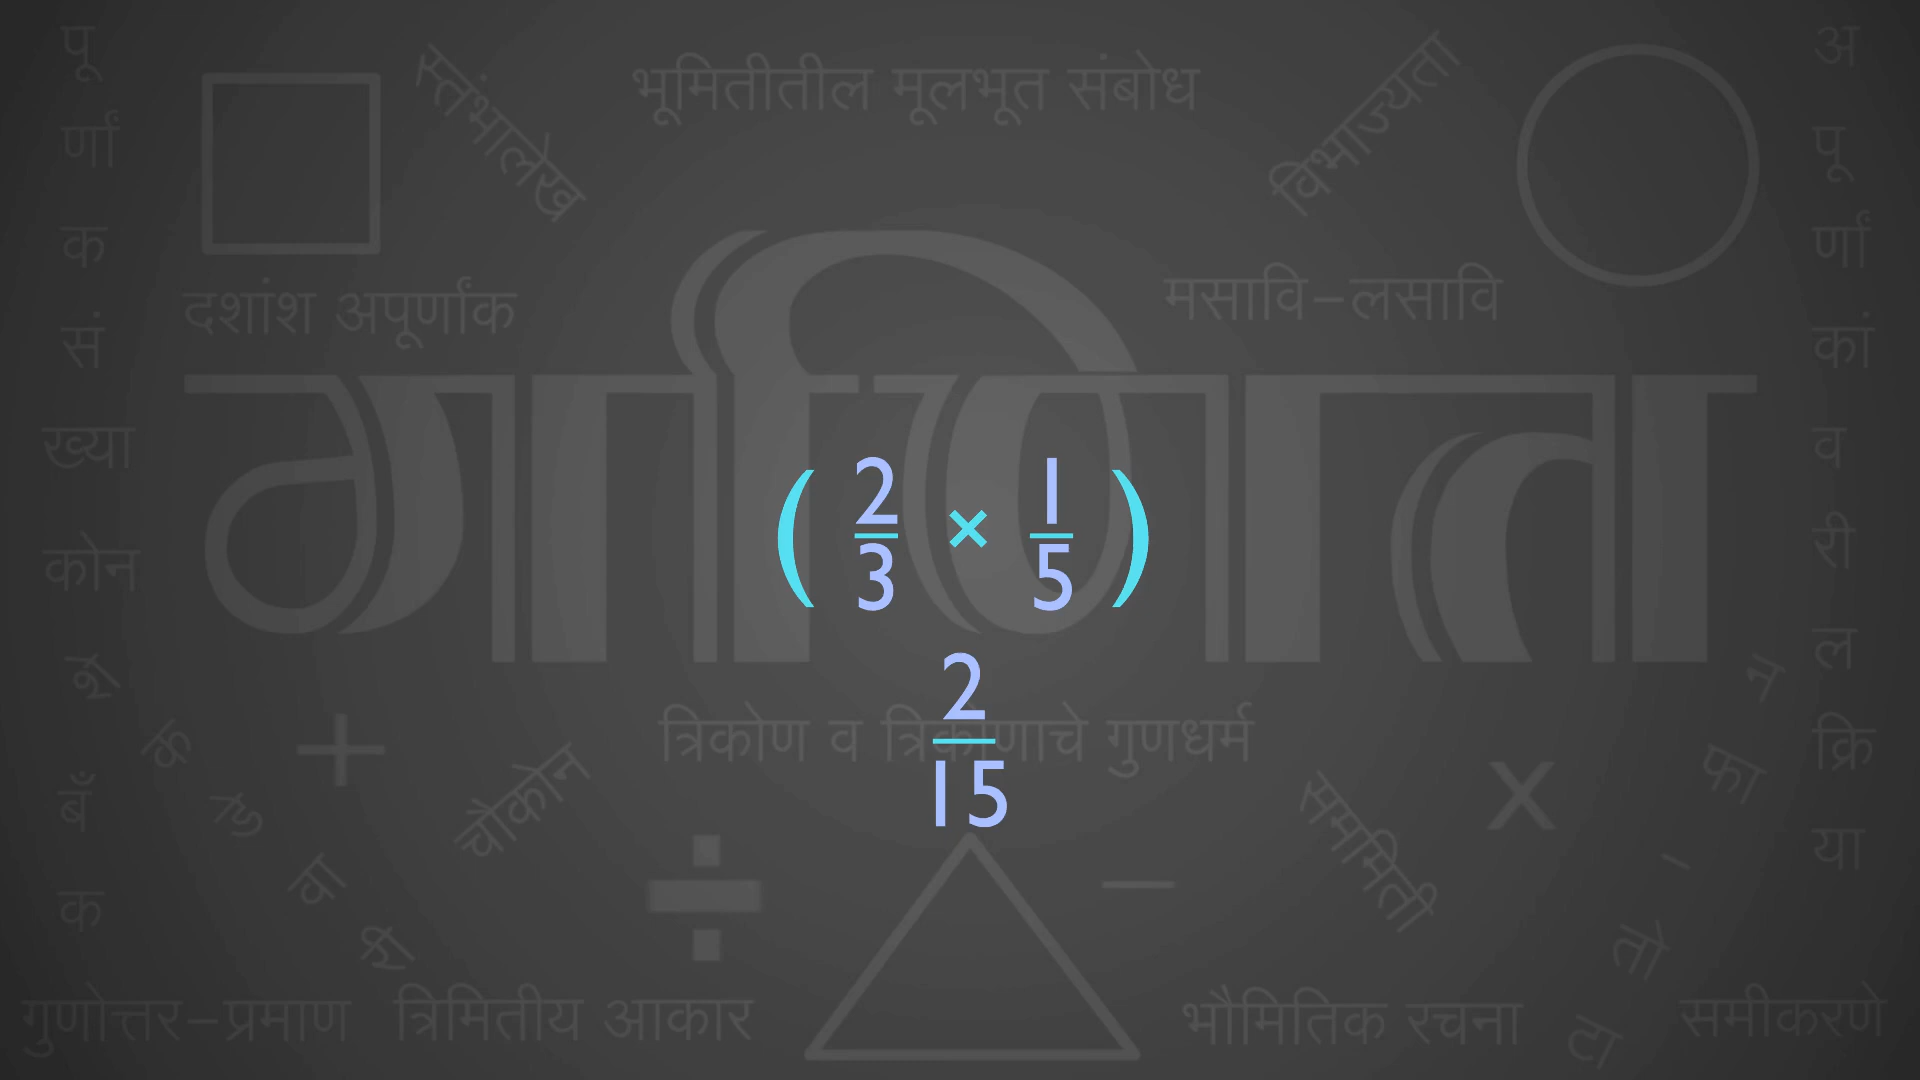 भूमितीतील मूलभूत संबोध
स्तंभालेख
विभाज्यता
दशांश अपूर्णांक
मसावि–लसावि
गणित
पूर्णांक संख्या
अपूर्णांकांवरील क्रिया
( 2/3 × 1/5 )
2/15
कोन
त्रिकोण व त्रिकोणाचे गुणधर्म
+
चौकोन
÷
–
×
सममिती
बँक
गुणोत्तर–प्रमाण
त्रिमितीय आकार
भौमितिक रचना
समीकरणे